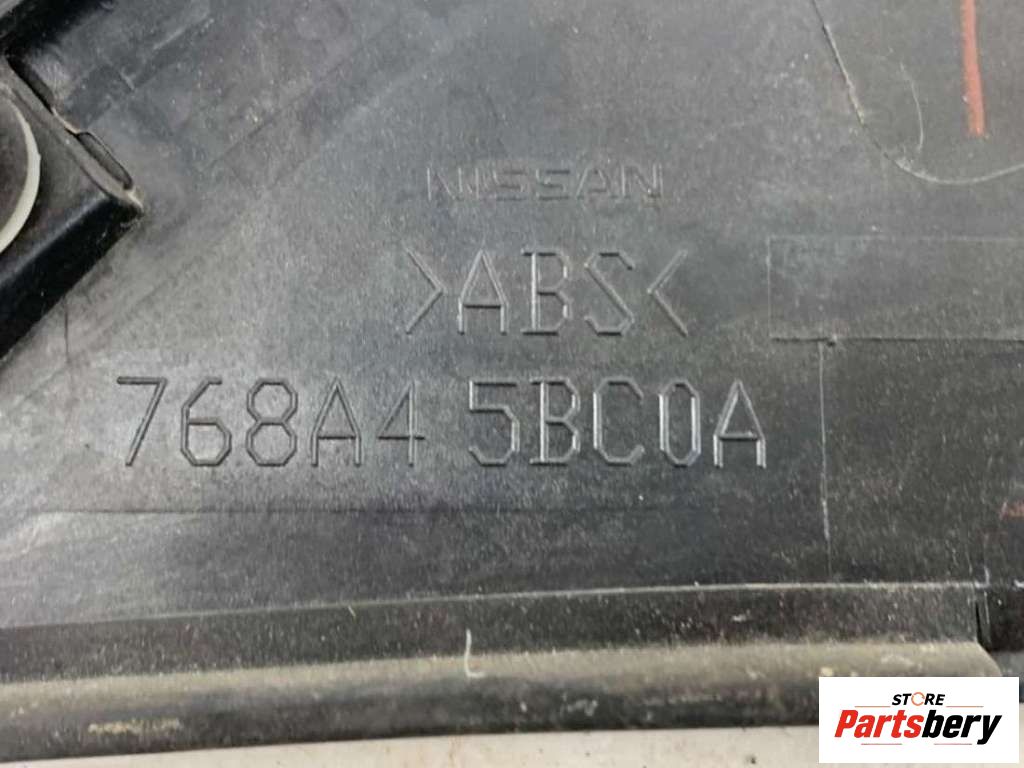 NISSAN
>ABS<
768A4 5BC0A
STORE
Partsbery